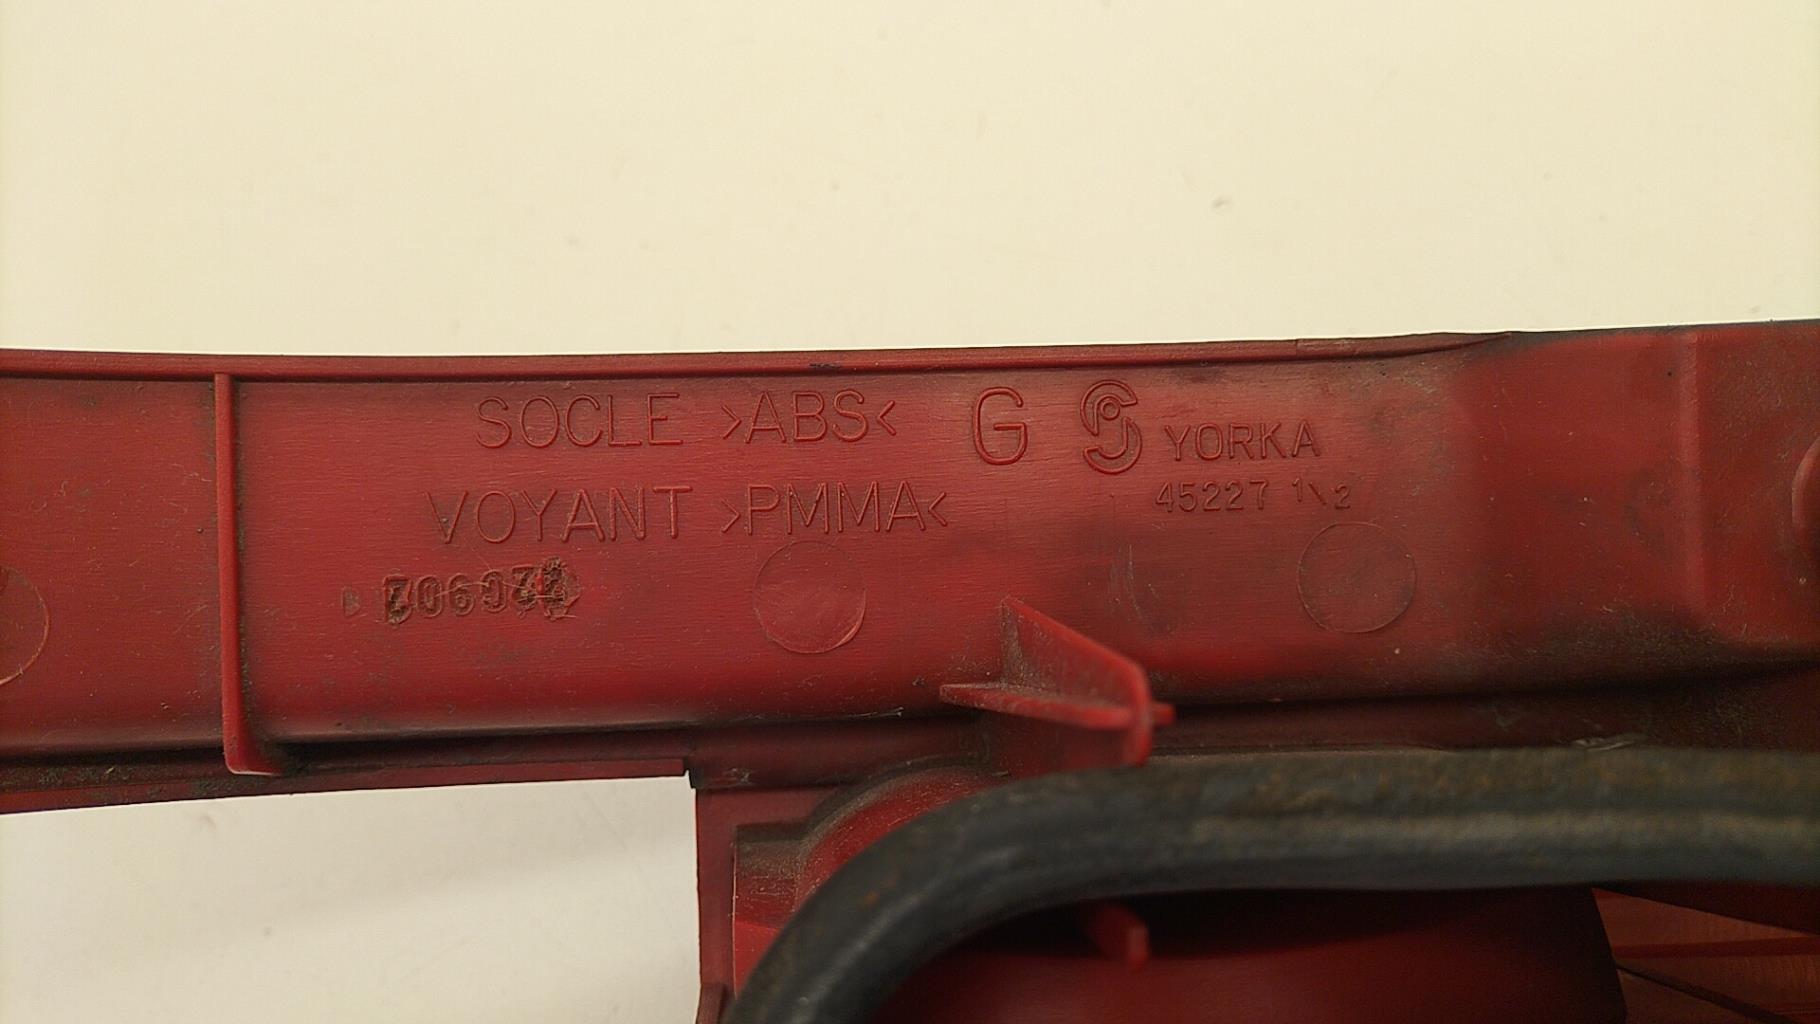 SOCLE >ABS< G YORKA
VOYANT >PMMA< 45227 1\2